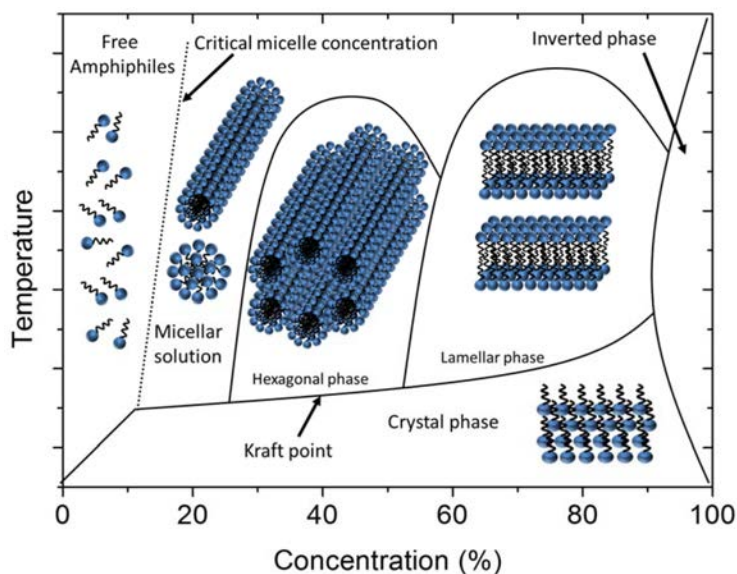 Free
Amphiphiles
Critical micelle concentration
Inverted phase
Temperature
Micellar
solution
Hexagonal phase
Lamellar phase
Kraft point
Crystal phase
0
20
40
60
80
100
Concentration (%)